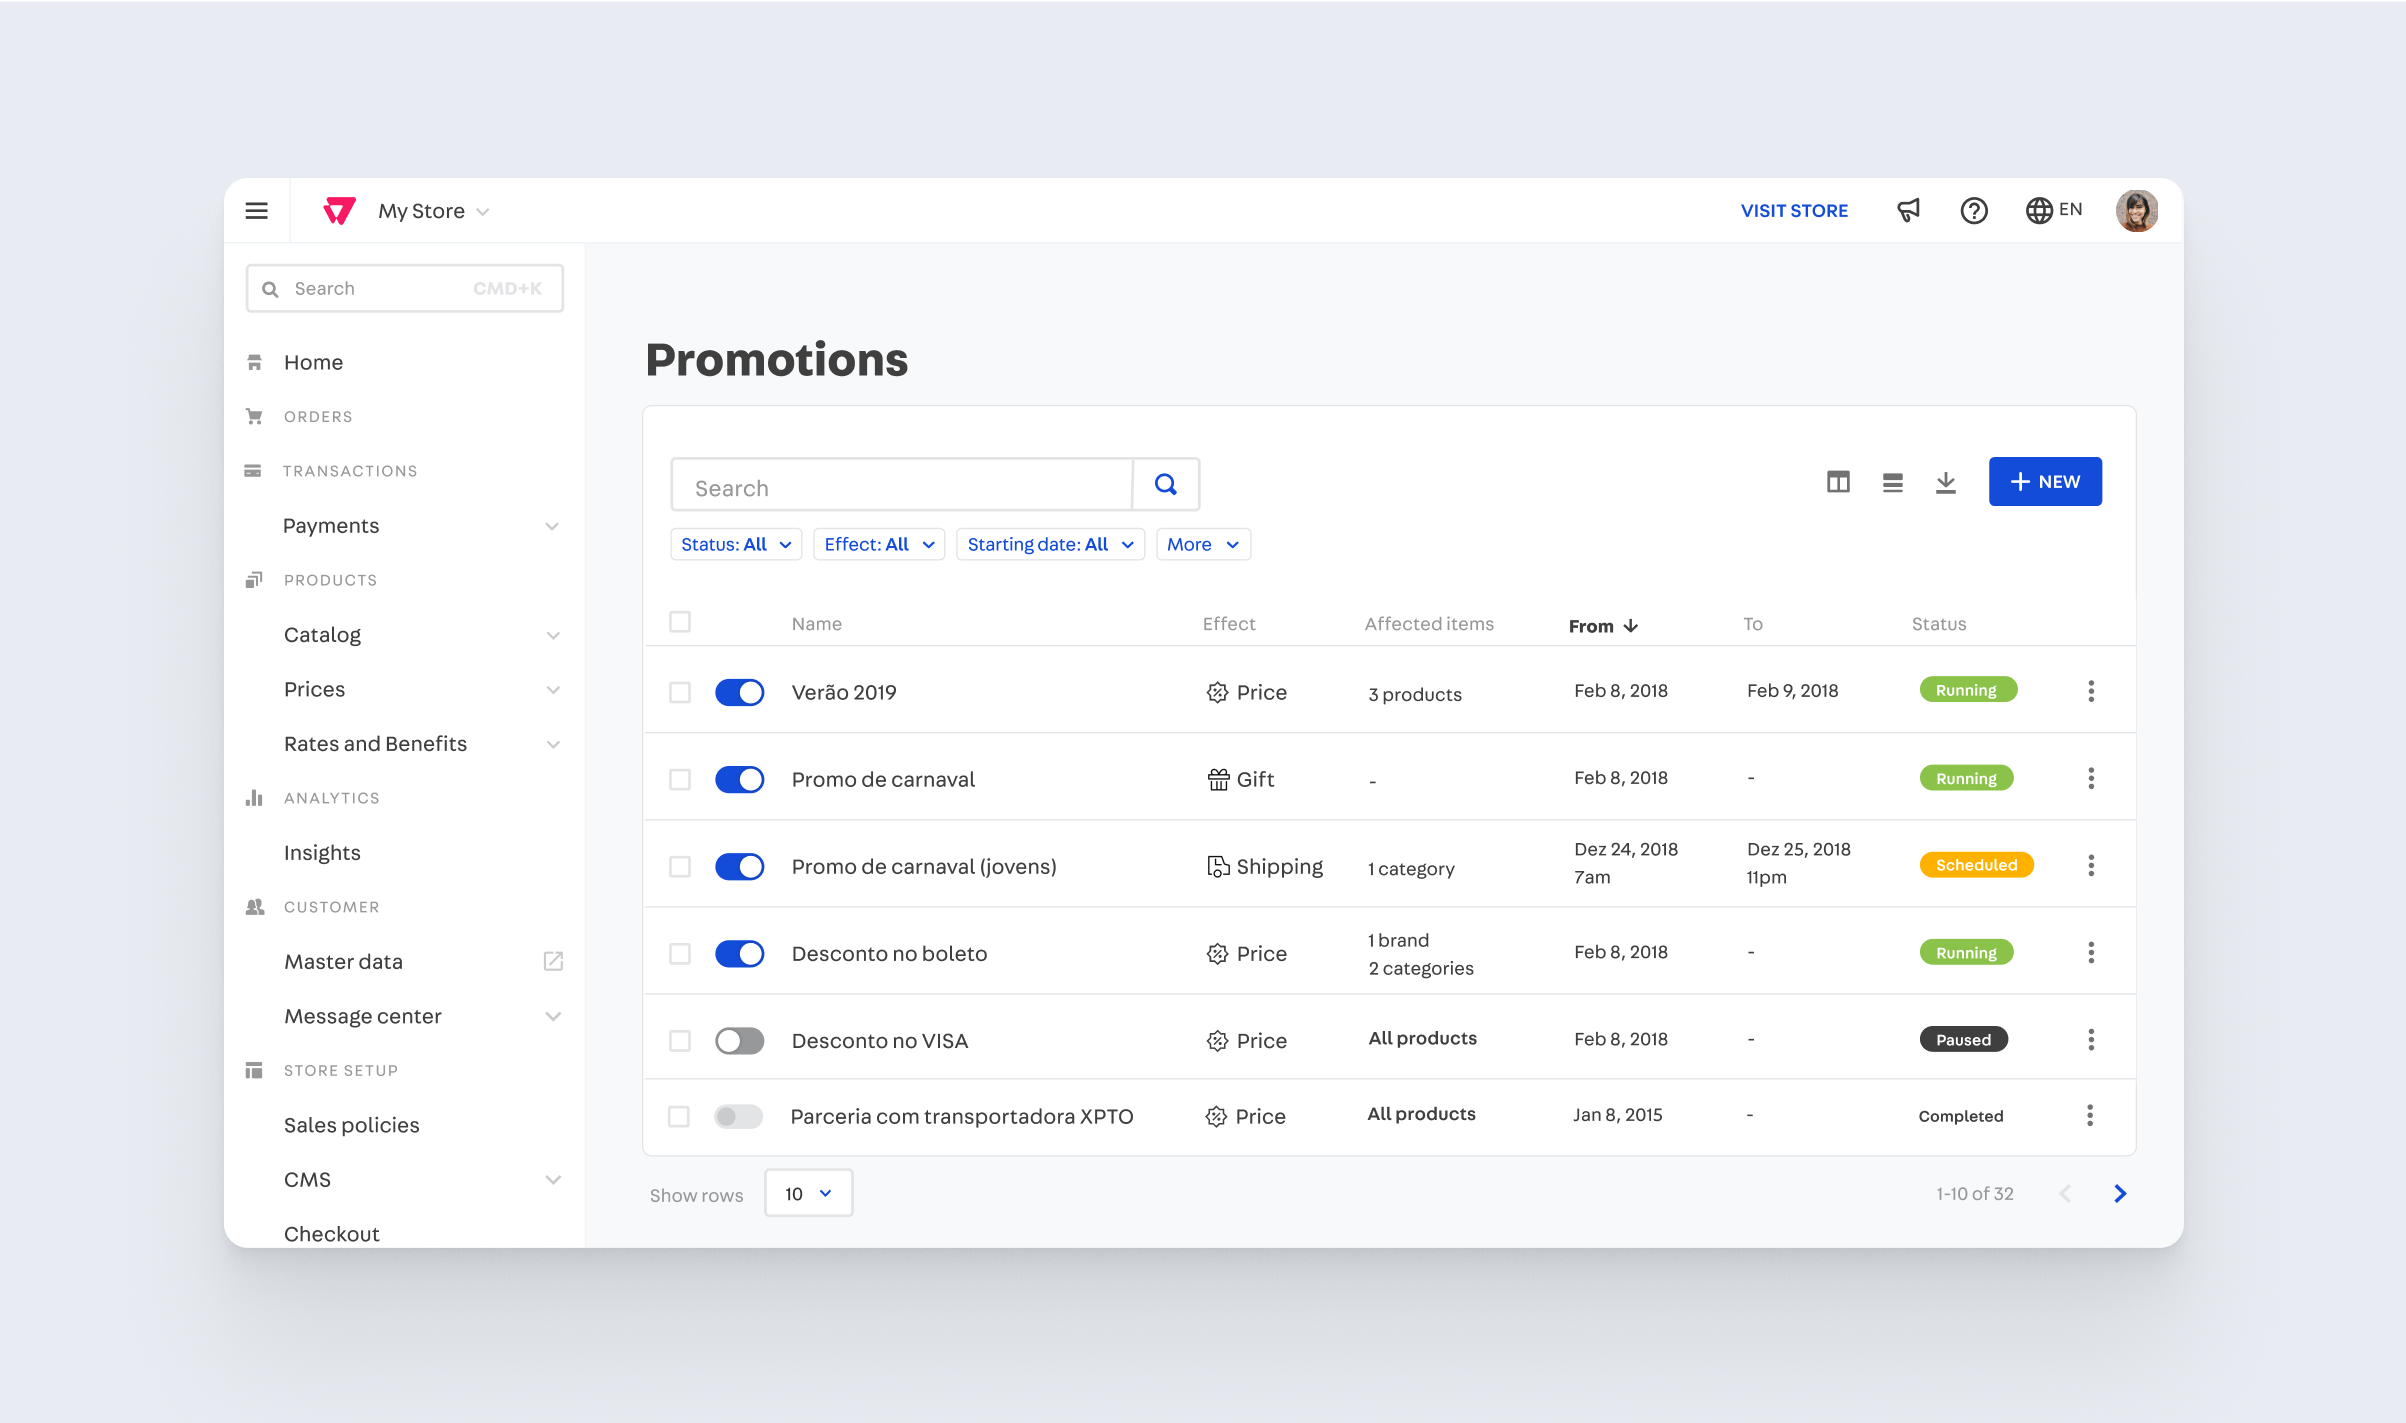 My Store
VISIT STORE
EN
Search CMD+K
Home
ORDERS
TRANSACTIONS
Payments
PRODUCTS
Catalog
Prices
Rates and Benefits
ANALYTICS
Insights
CUSTOMER
Master data
Message center
STORE SETUP
Sales policies
CMS
Checkout
Promotions
Search
NEW
Status: All
Effect: All
Starting date: All
More
Name Effect Affected items From To Status
Verão 2019 Price 3 products Feb 8, 2018 Feb 9, 2018 Running
Promo de carnaval Gift - Feb 8, 2018 - Running
Promo de carnaval (jovens) Shipping 1 category Dez 24, 2018 7am Dez 25, 2018 11pm Scheduled
Desconto no boleto Price 1 brand 2 categories Feb 8, 2018 - Running
Desconto no VISA Price All products Feb 8, 2018 - Paused
Parceria com transportadora XPTO Price All products Jan 8, 2015 - Completed
Show rows 10
1-10 of 32